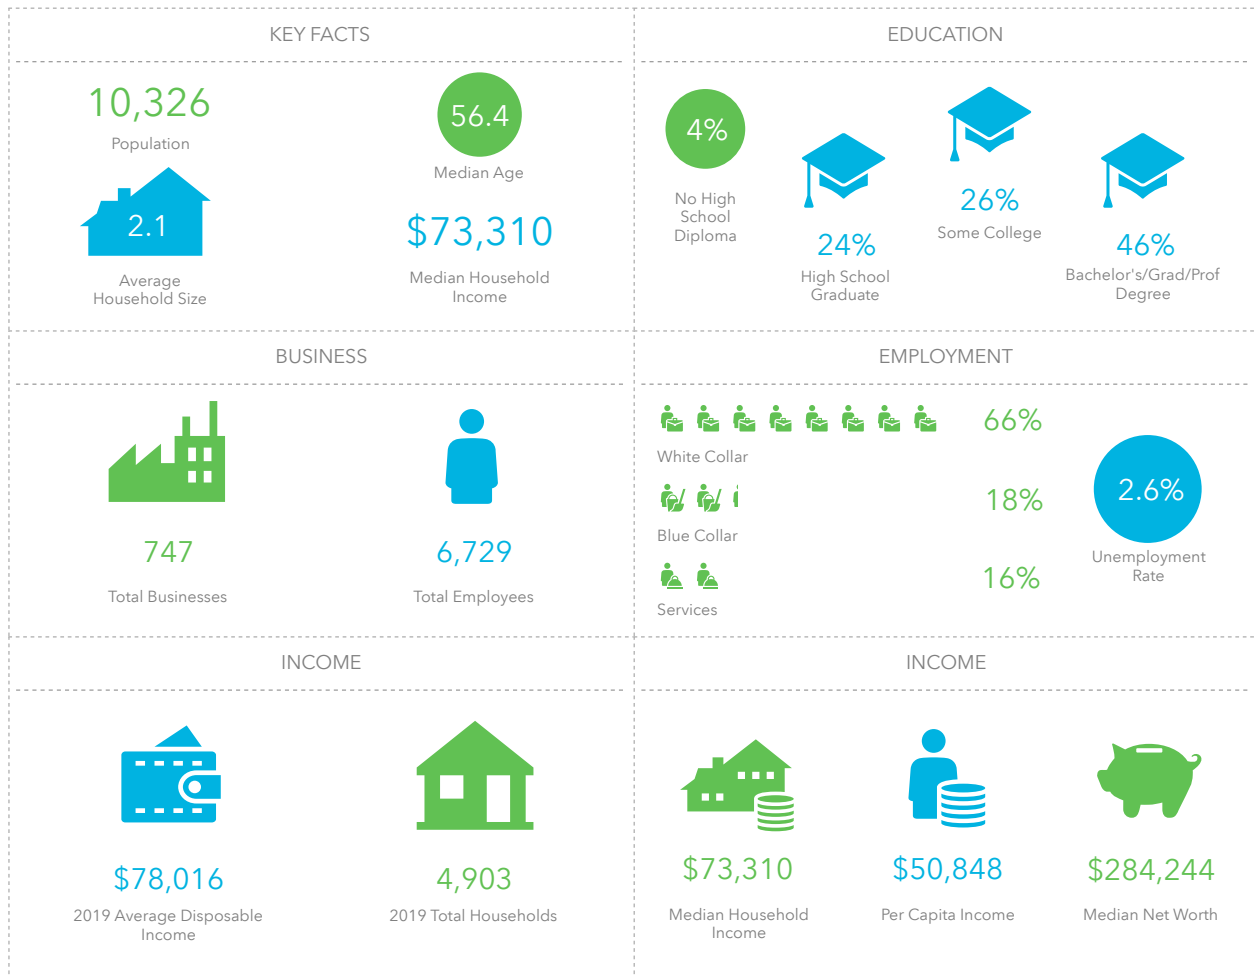 KEY FACTS
10,326
Population
56.4
Median Age
2.1
Average
Household Size
$73,310
Median Household
Income
EDUCATION
4%
No High
School
Diploma
24%
High School
Graduate
26%
Some College
46%
Bachelor's/Grad/Prof
Degree
BUSINESS
747
Total Businesses
6,729
Total Employees
EMPLOYMENT
66%
White Collar
18%
Blue Collar
16%
Services
2.6%
Unemployment
Rate
INCOME
$78,016
2019 Average Disposable
Income
4,903
2019 Total Households
INCOME
$73,310
Median Household
Income
$50,848
Per Capita Income
$284,244
Median Net Worth